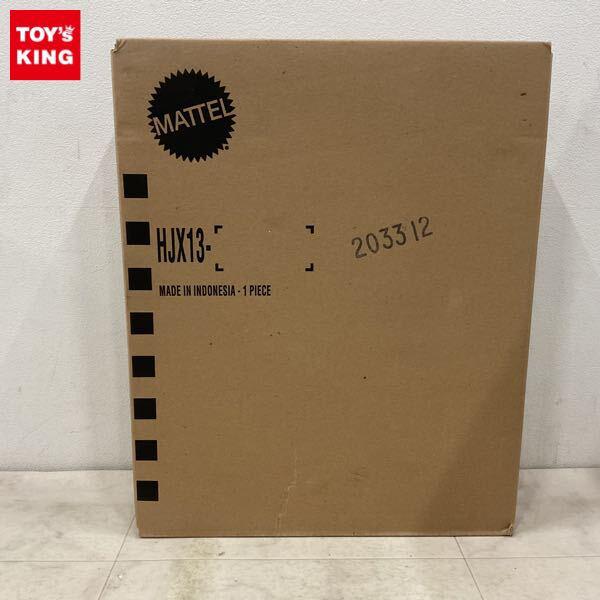 TOY's
KING
MATTEL
HJX13-
203312
MADE IN INDONESIA - 1 PIECE